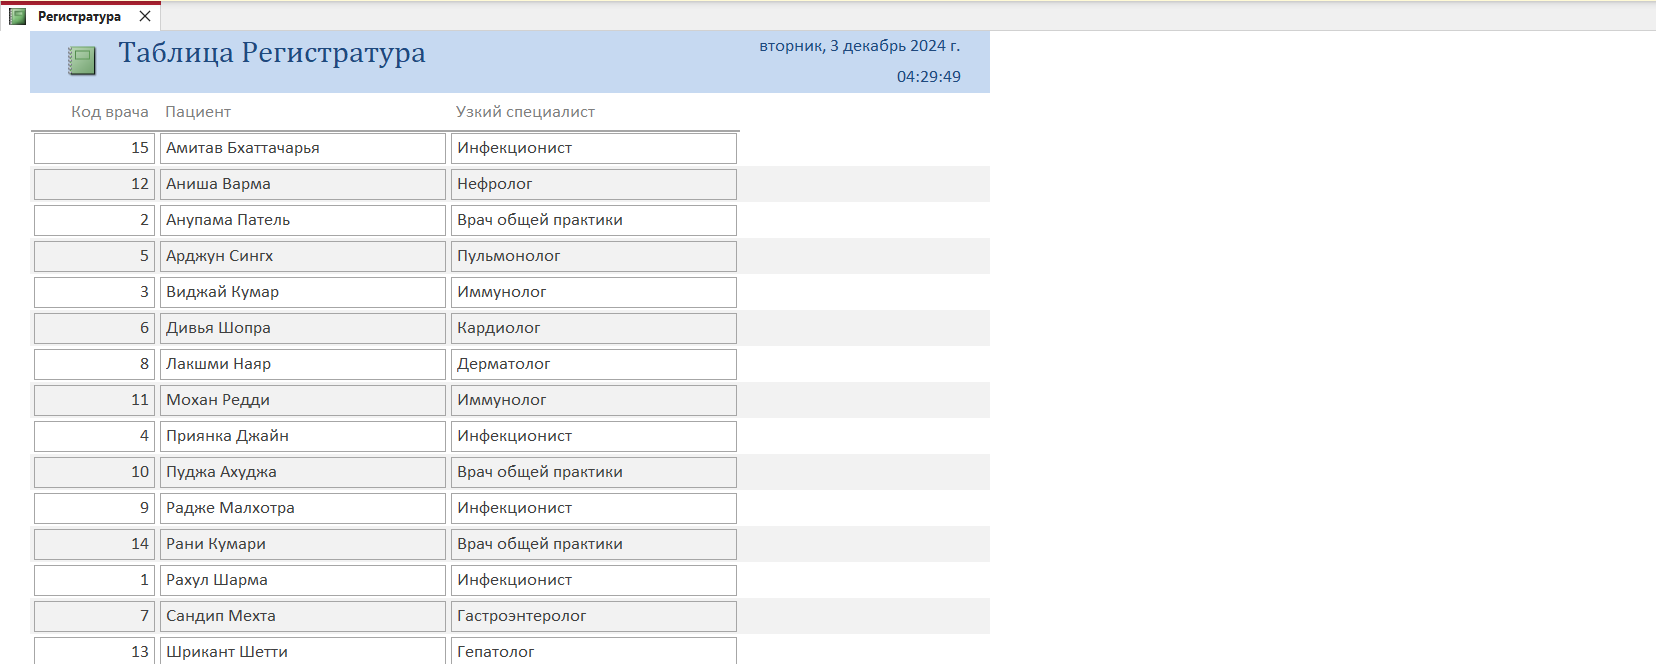 Регистратура
Таблица Регистратура
вторник, 3 декабрь 2024 г.
04:29:49
Код врача Пациент Узкий специалист
15 Амитав Бхаттачарья Инфекционист
12 Аниша Варма Нефролог
2 Анупама Патель Врач общей практики
5 Арджун Сингх Пульмонолог
3 Виджай Кумар Иммунолог
6 Дивья Шопра Кардиолог
8 Лакшми Наяр Дерматолог
11 Мохан Редди Иммунолог
4 Приянка Джайн Инфекционист
10 Пуджа Ахуджа Врач общей практики
9 Радже Малхотра Инфекционист
14 Рани Кумари Врач общей практики
1 Рахул Шарма Инфекционист
7 Сандип Мехта Гастроэнтеролог
13 Шрикант Шетти Гепатолог